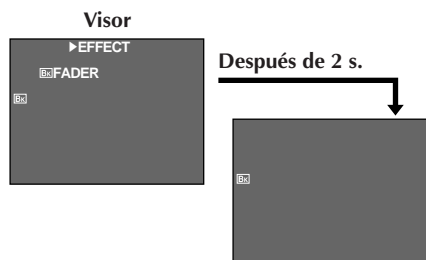 Visor
▶EFFECT
BK FADER
BK
Después de 2 s.
BK